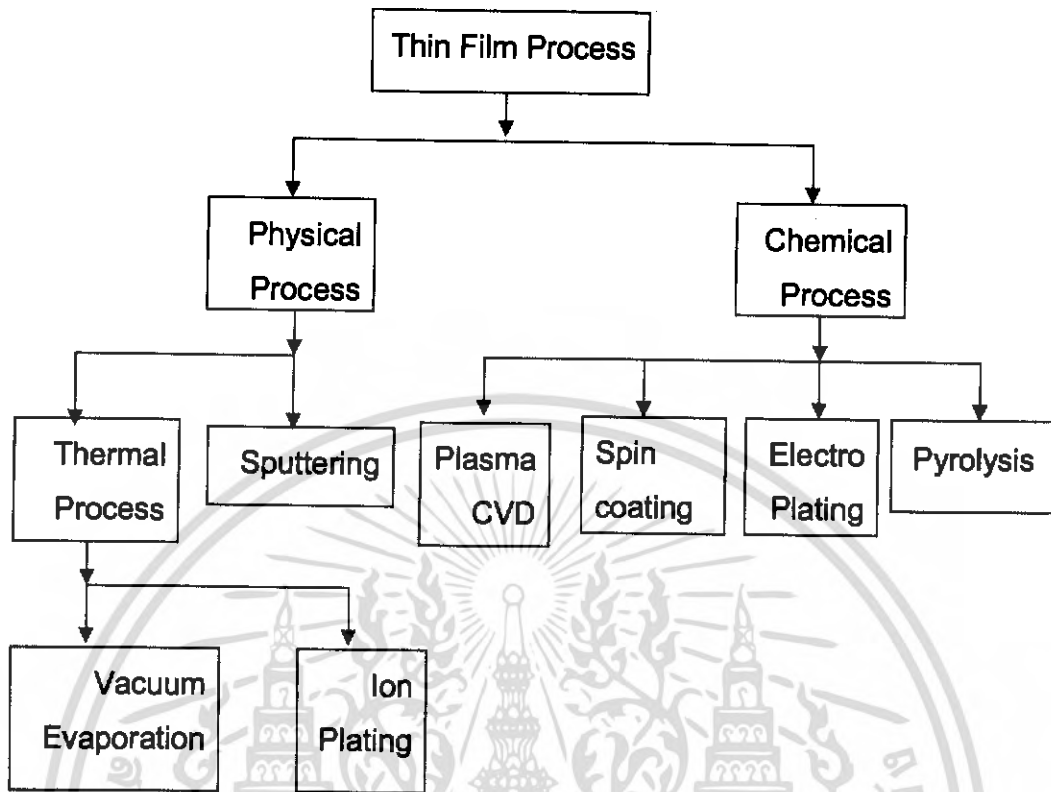 Thin Film Process
Physical
Process
Chemical
Process
Thermal
Process
Sputtering
Plasma
CVD
Spin
coating
Electro
Plating
Pyrolysis
Vacuum
Evaporation
Ion
Plating